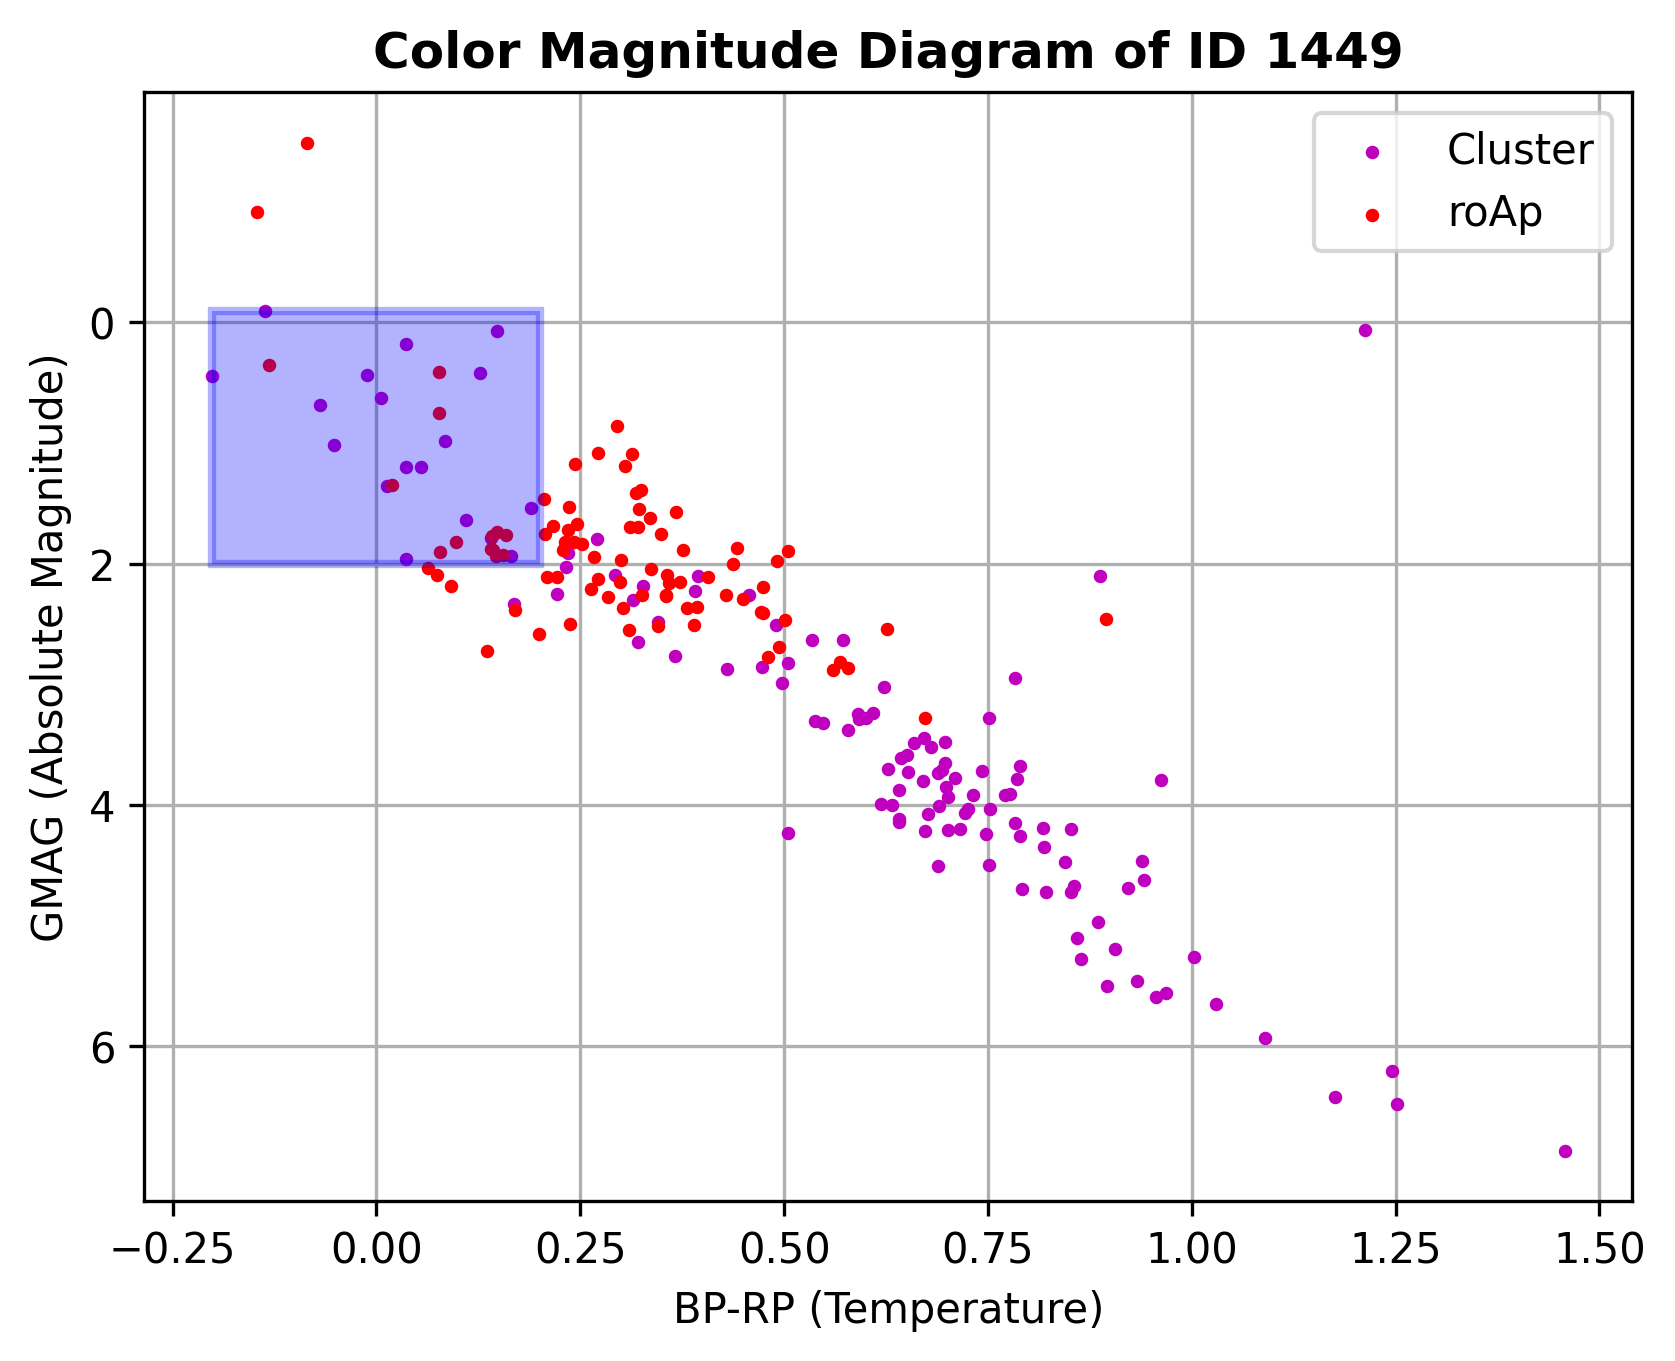 Color Magnitude Diagram of ID 1449
Cluster
roAp
GMAG (Absolute Magnitude)
0
2
4
6
−0.25 0.00 0.25 0.50 0.75 1.00 1.25 1.50
BP-RP (Temperature)